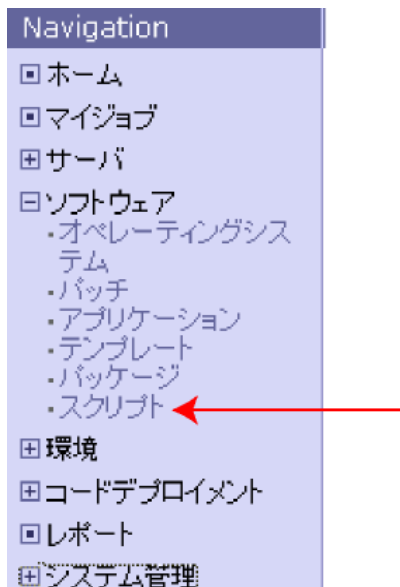 Navigation
ホーム
マイジョブ
サーバ
ソフトウェア
・オペレーティングシス
テム
・パッチ
・アプリケーション
・テンプレート
・パッケージ
・スクリプト
環境
コードデプロイメント
レポート
システム管理